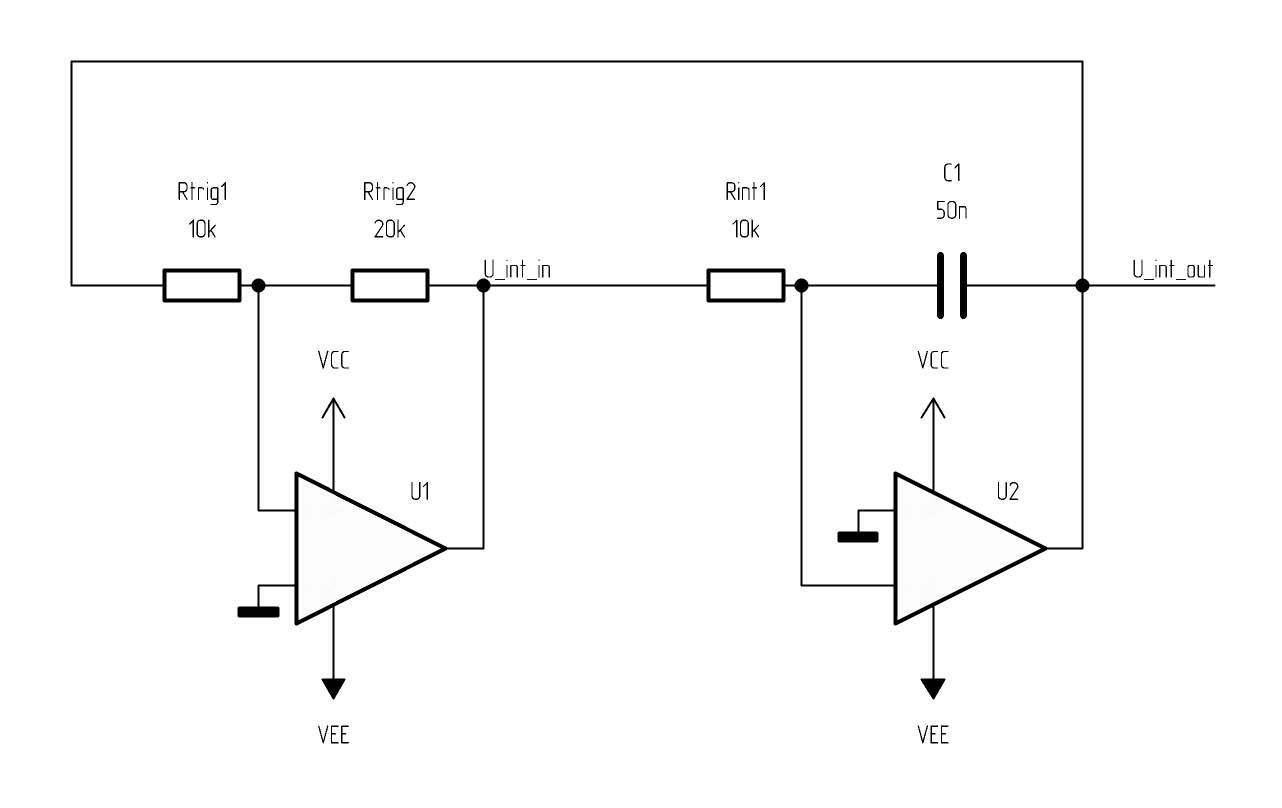 C1
Rtrig1
Rtrig2
Rint1
50n
10k
20k
10k
U_int_in
U_int_out
VCC
VCC
U1
U2
VEE
VEE